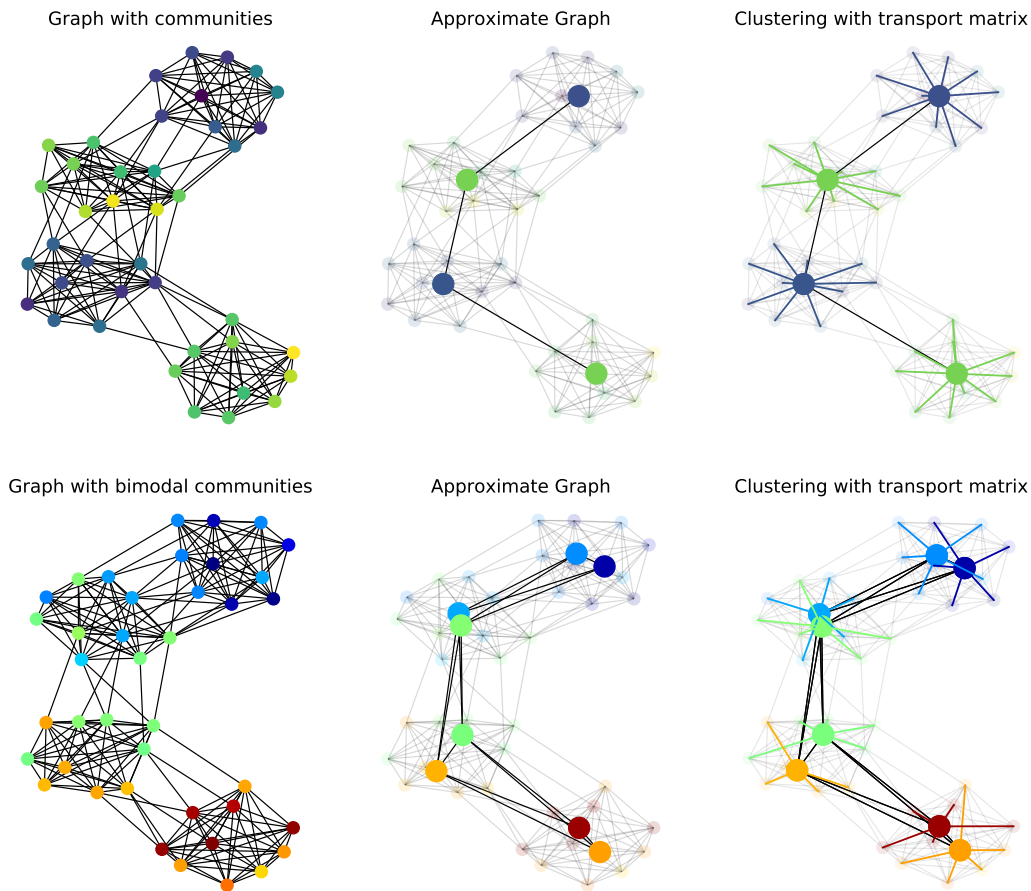 Graph with communities
Approximate Graph
Clustering with transport matrix
Graph with bimodal communities
Approximate Graph
Clustering with transport matrix